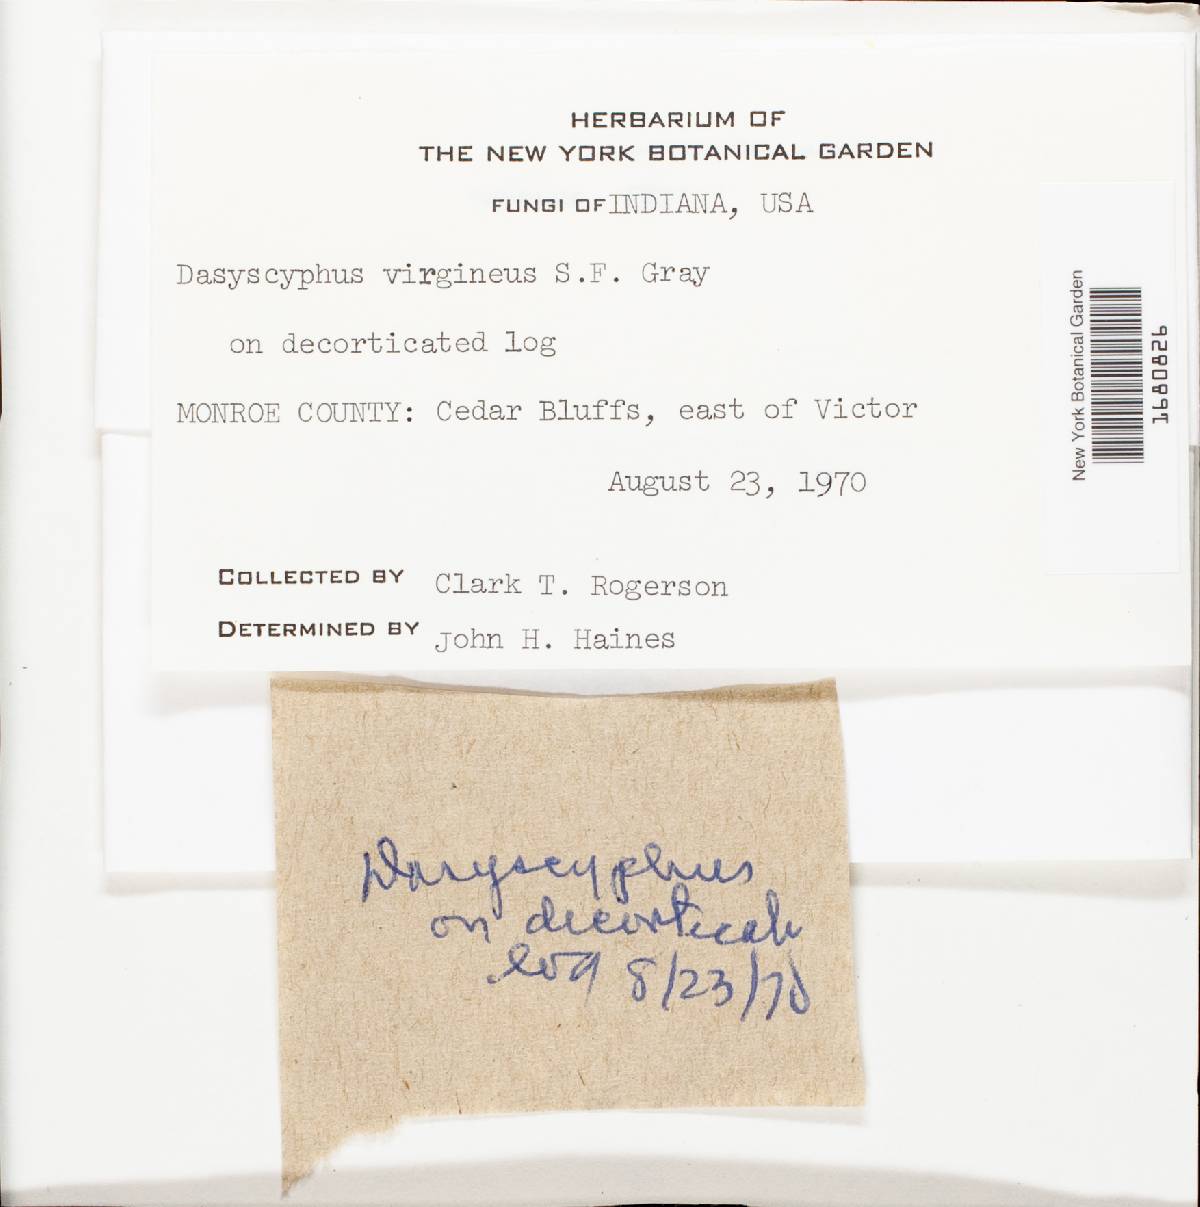 HERBARIUM OF
THE NEW YORK BOTANICAL GARDEN
FUNGI OF INDIANA, USA
Dasyscyphus virgineus S.F. Gray
on decorticated log
MONROE COUNTY: Cedar Bluffs, east of Victor
August 23, 1970
COLLECTED BY Clark T. Rogerson
DETERMINED BY John H. Haines
New York Botanical Garden
1680826
Dasyscyphus
on decorticate
log 8/23/70